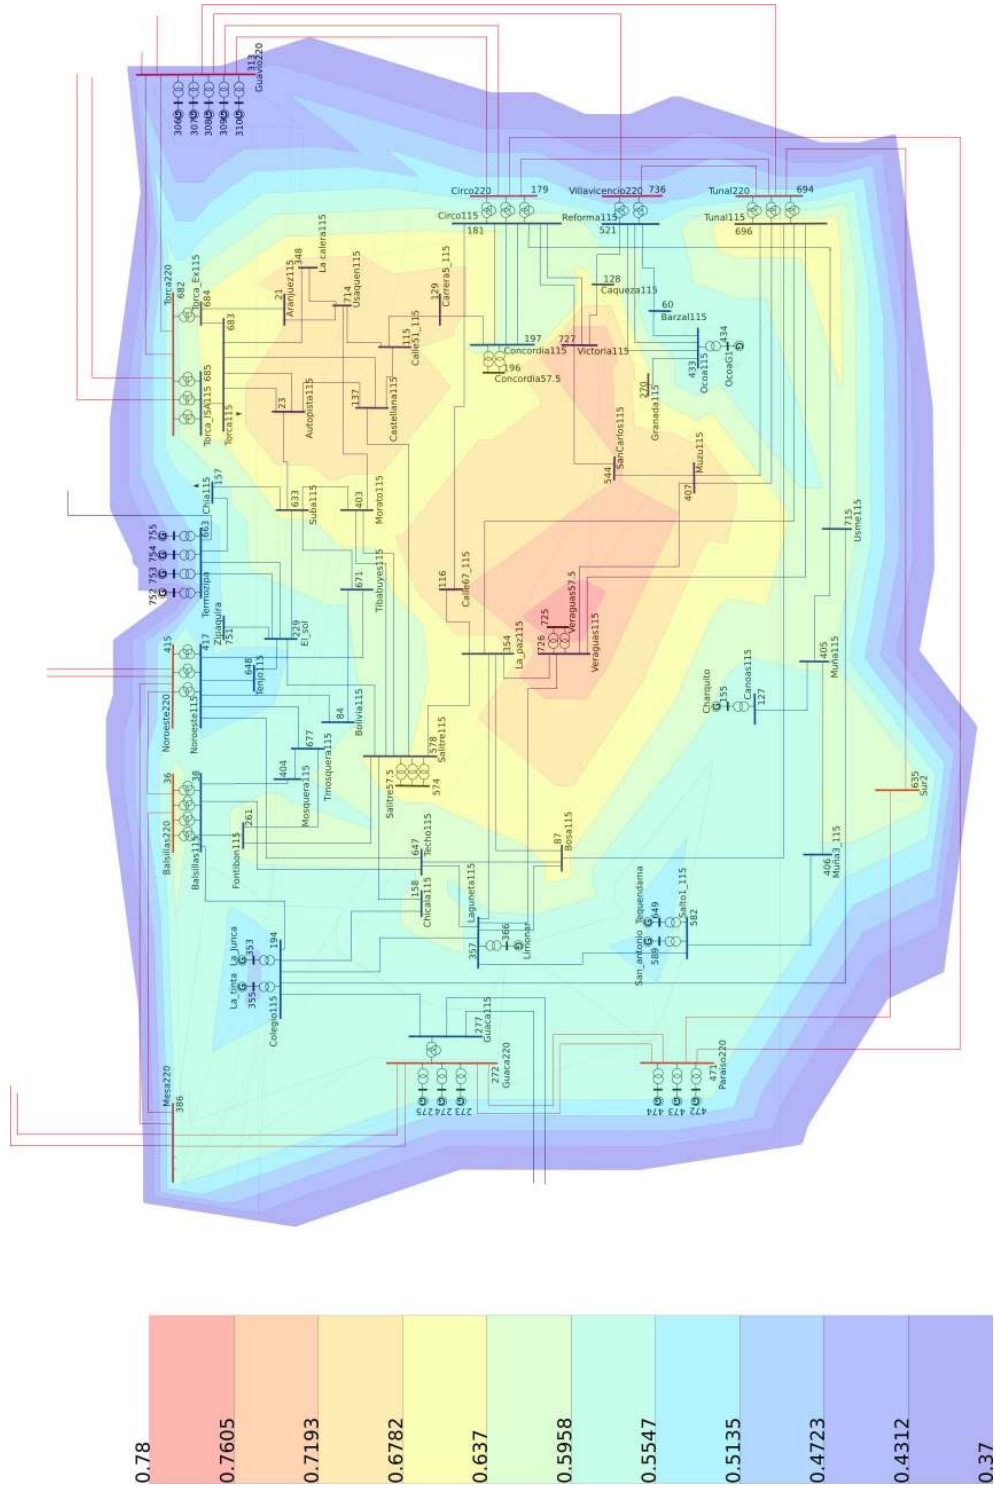 313
Guavio220
306
307
308
309
310
G
G
G
G
G
Circo220
179
Circo115
181
Villavicencio220
736
Reforma115
521
Tunal220
694
Tunal115
696
Torca220
682
Torca_Ex115
684
683
Torca_ISA115
685
Torca115
21
Aranjuez115
348
La calera115
714
Usaquen115
129
Carrera5_115
115
Calle51_115
197
Concordia115
196
Concordia57.5
727
Victoria115
128
Caqueza115
60
Barzal115
433
Ocoa115
434
OcoaG1
G
270
Granada115
23
Autopista115
137
Castellana115
544
SanCarlos115
407
Muzu115
157
Chia115
633
Suba115
403
Morato115
752
753
754
755
G
G
G
G
663
Termozipa
671
Tibabuyes115
116
Calle67_115
715
Usme115
Zipaquira
751
229
El_sol
415
Noroeste220
417
Noroeste115
648
Tenjo115
84
Bolivia115
354
La_paz115
725
Veraguas57.5
726
Veraguas115
405
Muña115
Charquito
155
G
Canoas115
127
677
Tmosquera115
404
Mosquera115
578
Salitre115
Salitre57.5
574
36
Balsillas220
38
Balsillas115
261
Fontibon115
647
Techo115
87
Bosa115
635
Sur2
406
Muña3_115
158
Chicala115
Laguneta115
357
366
Limonar
G
Tequendama
649
G
San_antonio
589
G
Salto1_115
582
La_Junca
353
G
194
La_tinta
355
G
Colegio115
277
Guaca115
272
Guaca220
275
274
273
G
G
G
471
Paraiso220
474
473
472
G
G
G
Mesa220
386
0.78
0.7605
0.7193
0.6782
0.637
0.5958
0.5547
0.5135
0.4723
0.4312
0.37